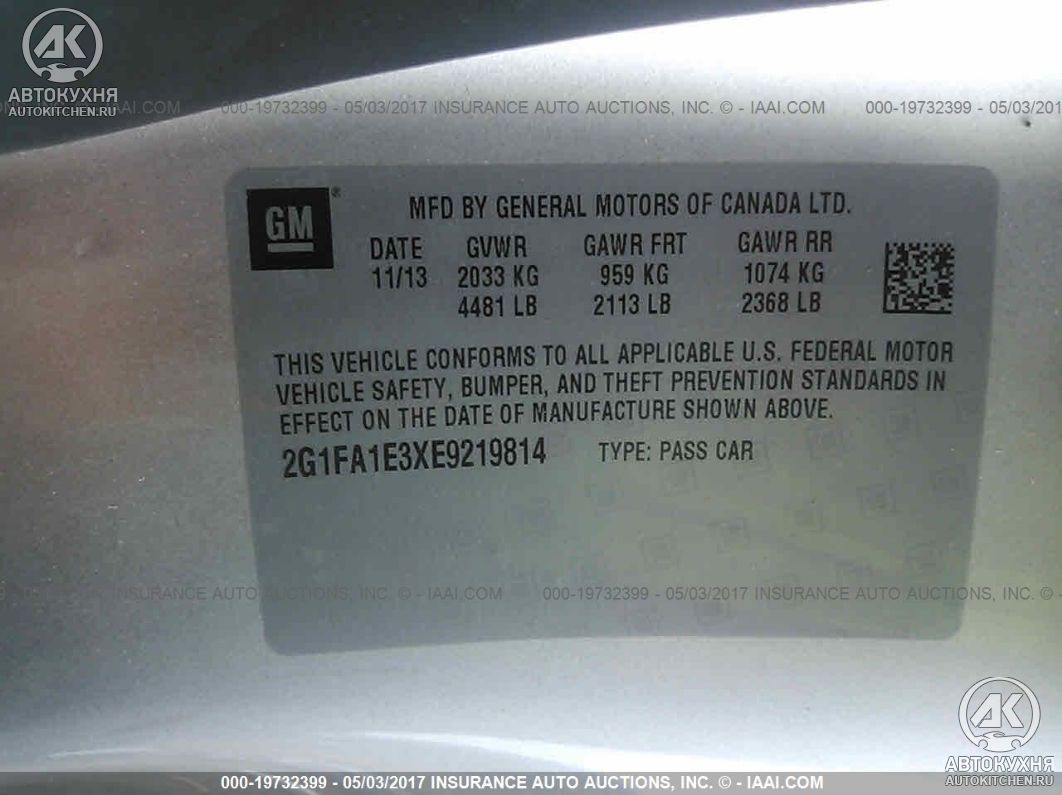 АК
АВТОКУХНЯ
AUTOKITCHEN.RU
.COM 000-19732399 - 05/03/2017 INSURANCE AUTO AUCTIONS, INC. © - IAAI.COM 000-19732399 - 05/03/201
GM ®
MFD BY GENERAL MOTORS OF CANADA LTD.
DATE GVWR GAWR FRT GAWR RR
11/13 2033 KG 959 KG 1074 KG
4481 LB 2113 LB 2368 LB
THIS VEHICLE CONFORMS TO ALL APPLICABLE U.S. FEDERAL MOTOR
VEHICLE SAFETY, BUMPER, AND THEFT PREVENTION STANDARDS IN
EFFECT ON THE DATE OF MANUFACTURE SHOWN ABOVE.
2G1FA1E3XE9219814 TYPE: PASS CAR
/2017 INSURANCE AUTO AUCTIONS, INC. © - IAAI.COM 000-19732399 - 05/03/2017 INSURANCE AUTO AUCTIONS, INC. © -
АК
АВТОКУХНЯ
AUTOKITCHEN.RU
000-19732399 - 05/03/2017 INSURANCE AUTO AUCTIONS, INC. © - IAAI.COM